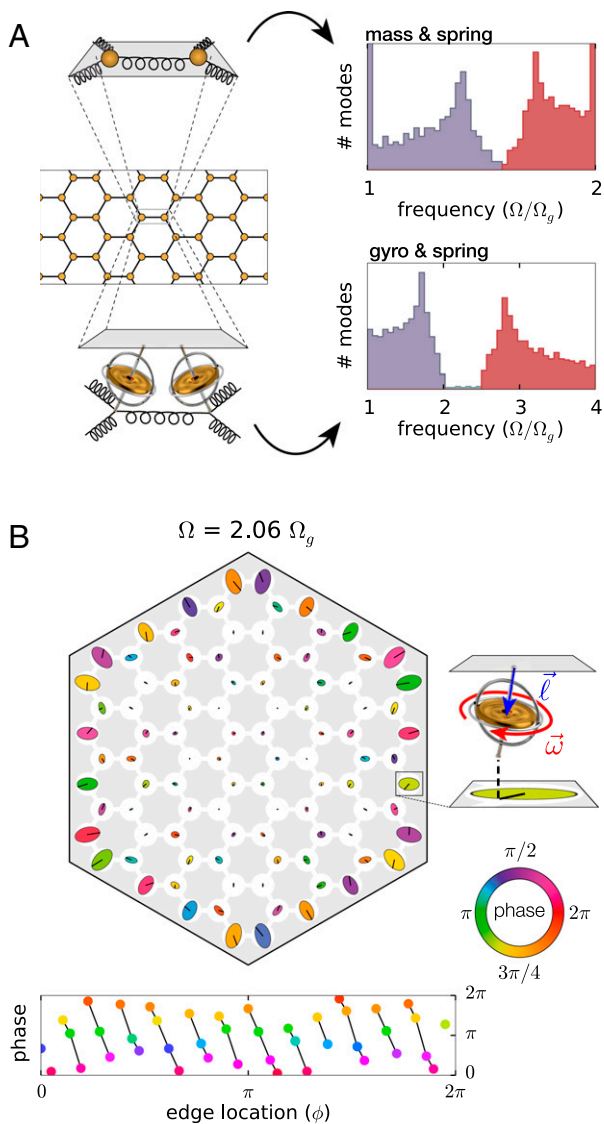 A
mass & spring
# modes
1
2
frequency (Ω/Ω_g)
gyro & spring
# modes
1
2
3
4
frequency (Ω/Ω_g)
B
Ω = 2.06 Ω_g
ℓ⃗
ω⃗
π/2
π
phase
2π
3π/4
phase
2π
π
0
0
π
2π
edge location (ϕ)